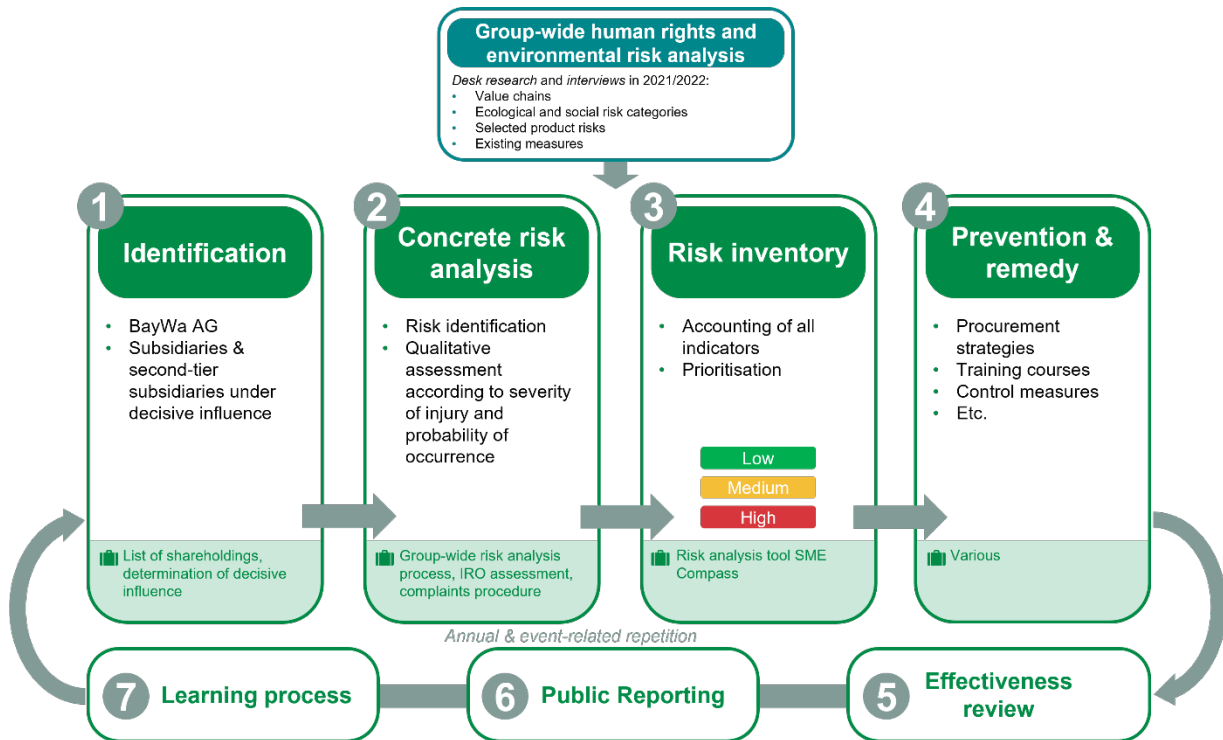 Group-wide human rights and
environmental risk analysis
Desk research and interviews in 2021/2022:
• Value chains
• Ecological and social risk categories
• Selected product risks
• Existing measures
1
Identification
• BayWa AG
• Subsidiaries &
second-tier
subsidiaries under
decisive influence
List of shareholdings,
determination of decisive
influence
2
Concrete risk
analysis
• Risk identification
• Qualitative
assessment
according to severity
of injury and
probability of
occurrence
Group-wide risk analysis
process, IRO assessment,
complaints procedure
3
Risk inventory
• Accounting of all
indicators
• Prioritisation
Low
Medium
High
Risk analysis tool SME
Compass
4
Prevention &
remedy
• Procurement
strategies
• Training courses
• Control measures
• Etc.
Various
Annual & event-related repetition
7 Learning process
6 Public Reporting
5 Effectiveness
review